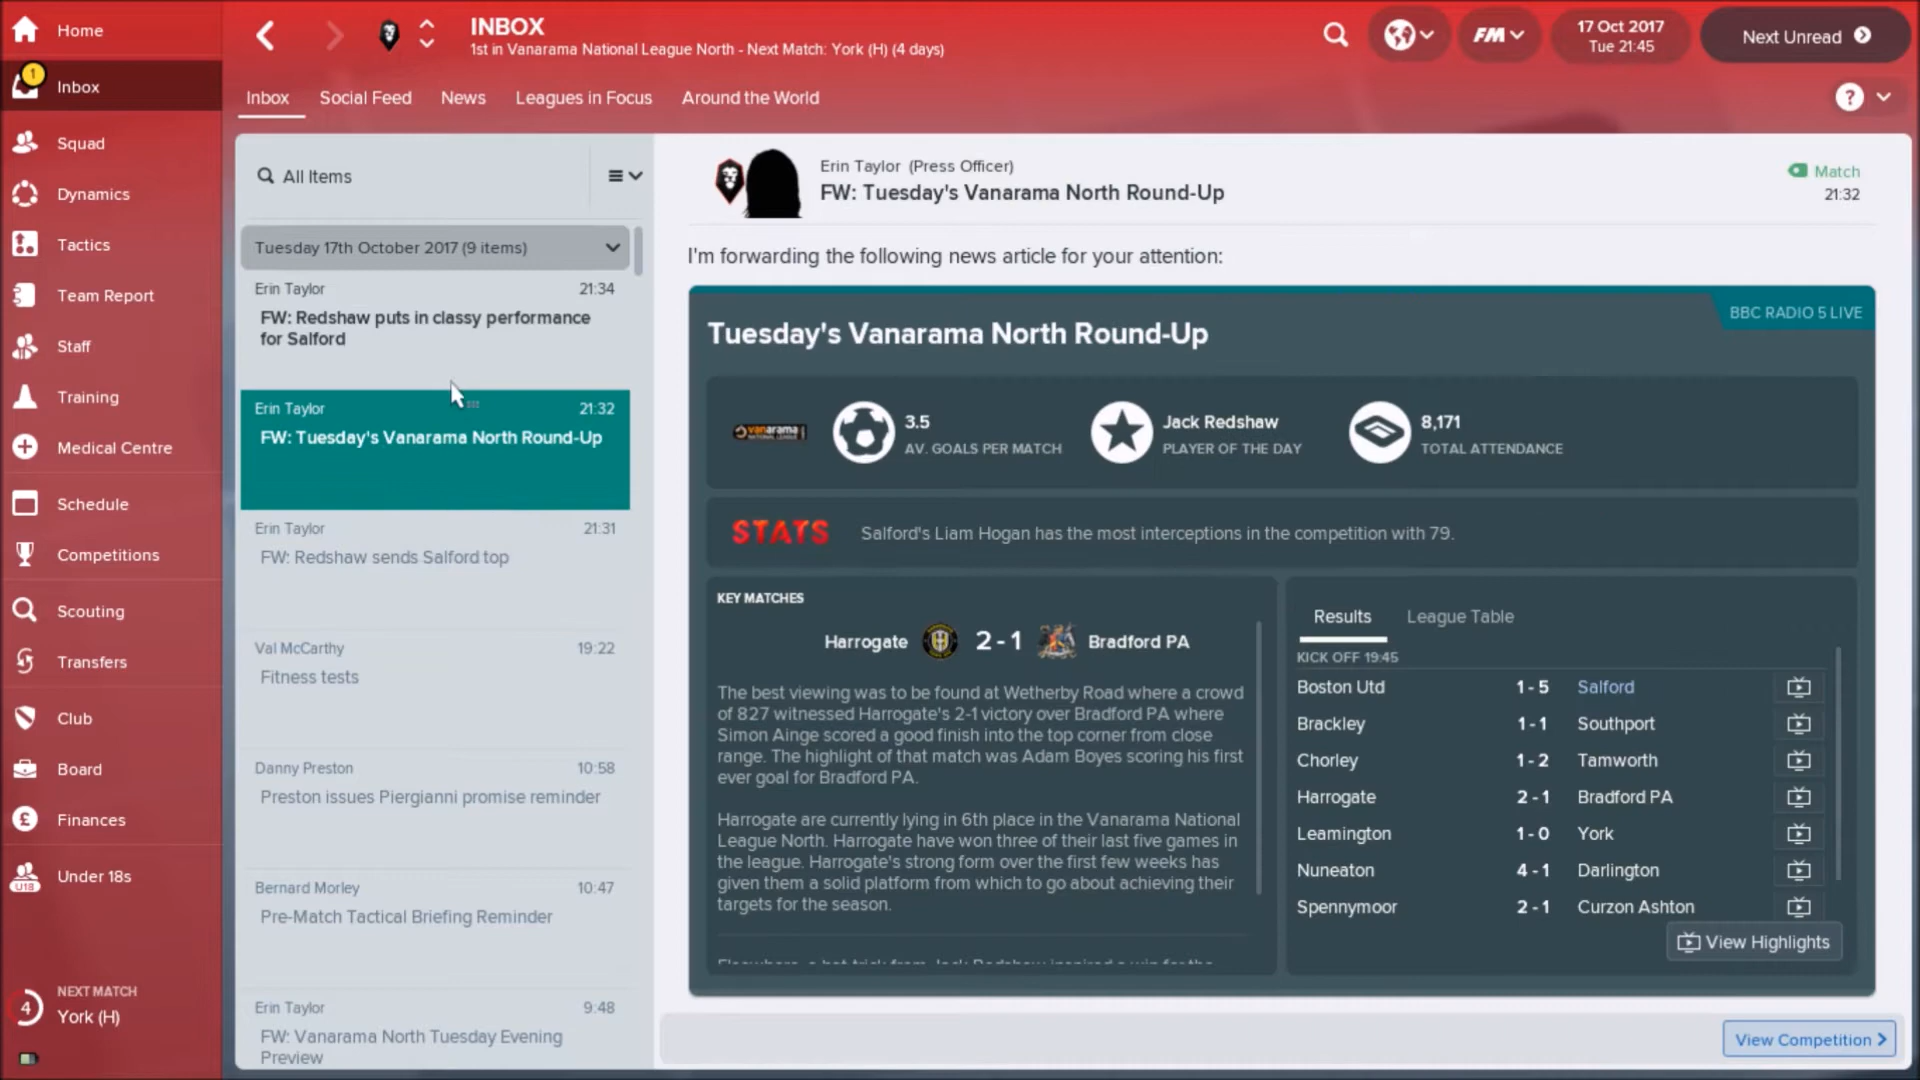 Home
INBOX
1st in Vanarama National League North - Next Match: York (H) (4 days)
FM
17 Oct 2017
Tue 21:45
Next Unread
1
Inbox
Inbox
Social Feed
News
Leagues in Focus
Around the World
?
Squad
Dynamics
Tactics
Team Report
Staff
Training
Medical Centre
Schedule
Competitions
Scouting
Transfers
Club
Board
Finances
U18
Under 18s
NEXT MATCH
4
York (H)
All Items
Tuesday 17th October 2017 (9 items)
Erin Taylor 21:34
FW: Redshaw puts in classy performance
for Salford
Erin Taylor 21:32
FW: Tuesday's Vanarama North Round-Up
Erin Taylor 21:31
FW: Redshaw sends Salford top
Val McCarthy 19:22
Fitness tests
Danny Preston 10:58
Preston issues Piergianni promise reminder
Bernard Morley 10:47
Pre-Match Tactical Briefing Reminder
Erin Taylor 9:48
FW: Vanarama North Tuesday Evening
Preview
Erin Taylor (Press Officer)
FW: Tuesday's Vanarama North Round-Up
Match
21:32
I'm forwarding the following news article for your attention:
BBC RADIO 5 LIVE
Tuesday's Vanarama North Round-Up
vanarama
3.5
AV. GOALS PER MATCH
Jack Redshaw
PLAYER OF THE DAY
8,171
TOTAL ATTENDANCE
STATS
Salford's Liam Hogan has the most interceptions in the competition with 79.
KEY MATCHES
Harrogate 2 - 1 Bradford PA
The best viewing was to be found at Wetherby Road where a crowd
of 827 witnessed Harrogate's 2-1 victory over Bradford PA where
Simon Ainge scored a good finish into the top corner from close
range. The highlight of that match was Adam Boyes scoring his first
ever goal for Bradford PA.
Harrogate are currently lying in 6th place in the Vanarama National
League North. Harrogate have won three of their last five games in
the league. Harrogate's strong form over the first few weeks has
given them a solid platform from which to go about achieving their
targets for the season.
Elsewhere, a hat-trick from Jack Redshaw inspired a win for the
Results
League Table
KICK OFF 19:45
Boston Utd 1 - 5 Salford
Brackley 1 - 1 Southport
Chorley 1 - 2 Tamworth
Harrogate 2 - 1 Bradford PA
Leamington 1 - 0 York
Nuneaton 4 - 1 Darlington
Spennymoor 2 - 1 Curzon Ashton
View Highlights
View Competition